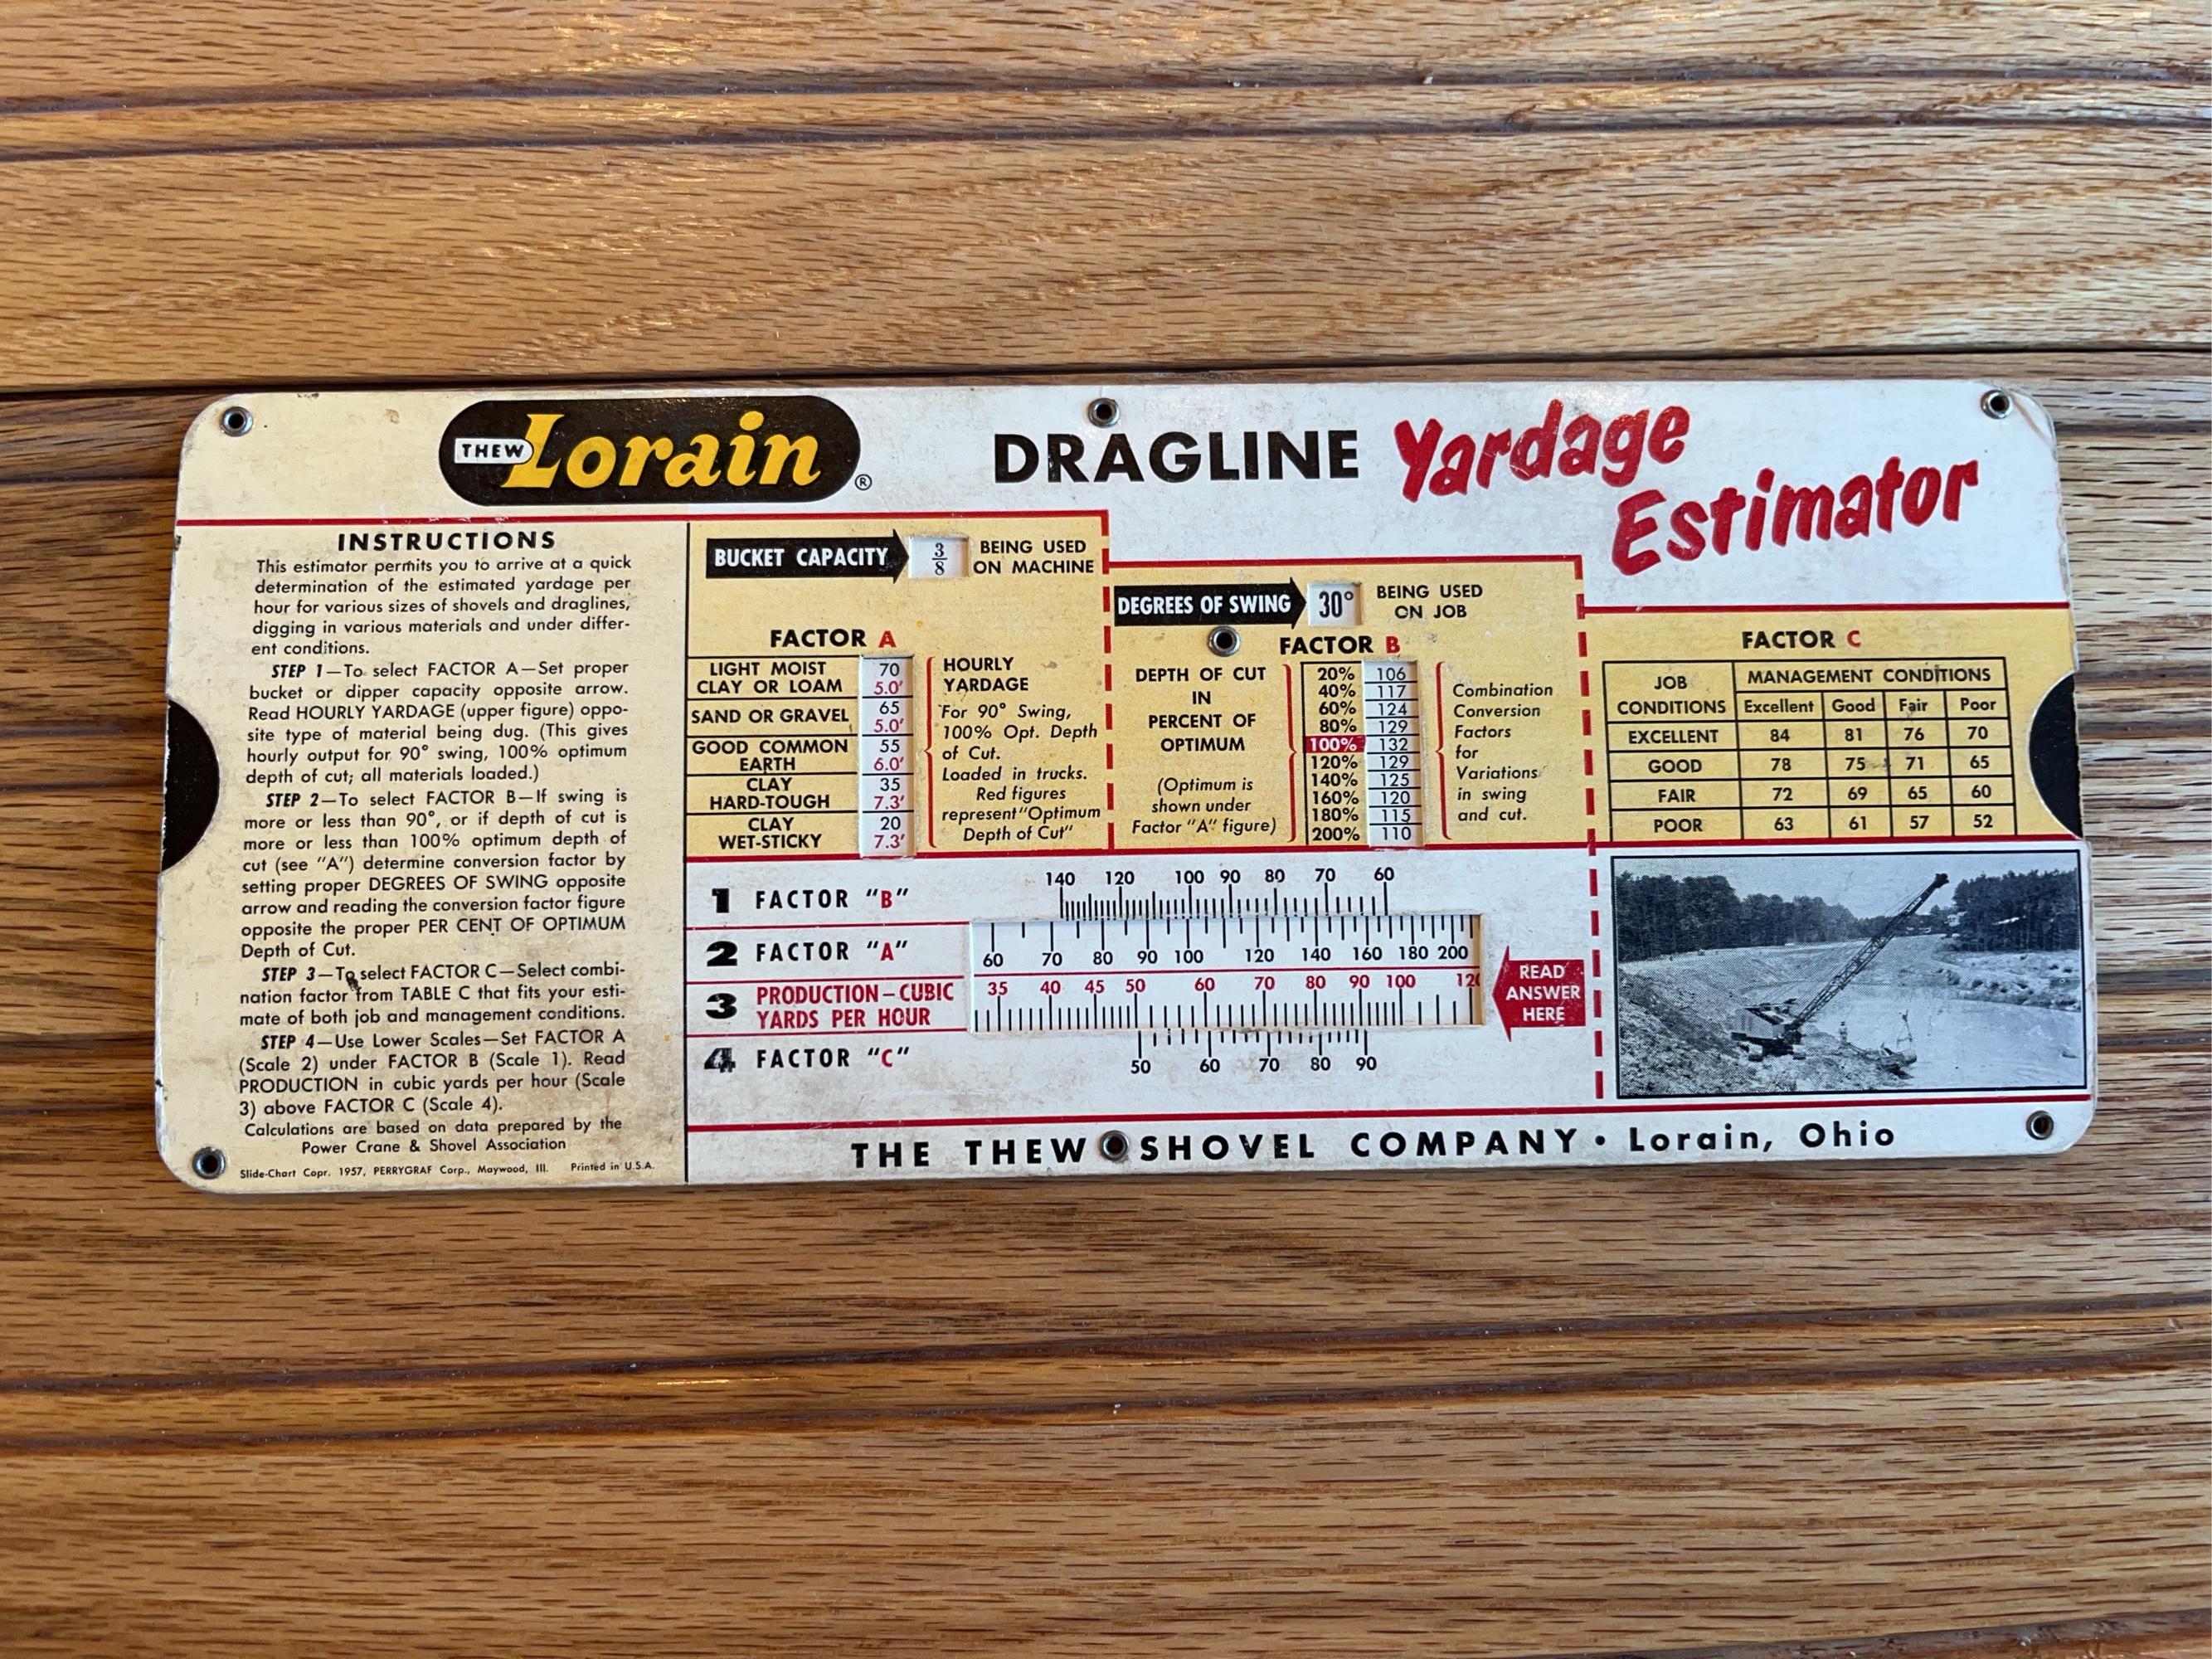 THEW Lorain ®
DRAGLINE Yardage
Estimator
INSTRUCTIONS
This estimator permits you to arrive at a quick
determination of the estimated yardage per
hour for various sizes of shovels and draglines,
digging in various materials and under differ-
ent conditions.
STEP 1—To select FACTOR A—Set proper
bucket or dipper capacity opposite arrow.
Read HOURLY YARDAGE (upper figure) oppo-
site type of material being dug. (This gives
hourly output for 90° swing, 100% optimum
depth of cut; all materials loaded.)
STEP 2—To select FACTOR B—If swing is
more or less than 90°, or if depth of cut is
more or less than 100% optimum depth of
cut (see "A") determine conversion factor by
setting proper DEGREES OF SWING opposite
arrow and reading the conversion factor figure
opposite the proper PER CENT OF OPTIMUM
Depth of Cut.
STEP 3—To select FACTOR C—Select combi-
nation factor from TABLE C that fits your esti-
mate of both job and management conditions.
STEP 4—Use Lower Scales—Set FACTOR A
(Scale 2) under FACTOR B (Scale 1). Read
PRODUCTION in cubic yards per hour (Scale
3) above FACTOR C (Scale 4).
Calculations are based on data prepared by the
Power Crane & Shovel Association
Slide-Chart Copr. 1957, PERRYGRAF Corp., Maywood, Ill. Printed in U.S.A.
BUCKET CAPACITY 3/8 BEING USED
ON MACHINE
FACTOR A
LIGHT MOIST 70
CLAY OR LOAM 5.0'
SAND OR GRAVEL 65
5.0'
GOOD COMMON 55
EARTH 6.0'
CLAY 35
HARD-TOUGH 7.3'
CLAY 20
WET-STICKY 7.3'
HOURLY
YARDAGE
For 90° Swing,
100% Opt. Depth
of Cut.
Loaded in trucks.
Red figures
represent "Optimum
Depth of Cut"
DEGREES OF SWING 30° BEING USED
ON JOB
FACTOR B
DEPTH OF CUT
IN
PERCENT OF
OPTIMUM
(Optimum is
shown under
Factor "A" figure)
20% 106
40% 117
60% 124
80% 129
100% 132
120% 129
140% 125
160% 120
180% 115
200% 110
Combination
Conversion
Factors
for
Variations
in swing
and cut.
FACTOR C
JOB
CONDITIONS
MANAGEMENT CONDITIONS
Excellent Good Fair Poor
EXCELLENT 84 81 76 70
GOOD 78 75 71 65
FAIR 72 69 65 60
POOR 63 61 57 52
1 FACTOR "B"
140 120 100 90 80 70 60
2 FACTOR "A"
60 70 80 90 100 120 140 160 180 200
3 PRODUCTION—CUBIC
YARDS PER HOUR
35 40 45 50 60 70 80 90 100 120
READ
ANSWER
HERE
4 FACTOR "C"
50 60 70 80 90
THE THEW SHOVEL COMPANY • Lorain, Ohio